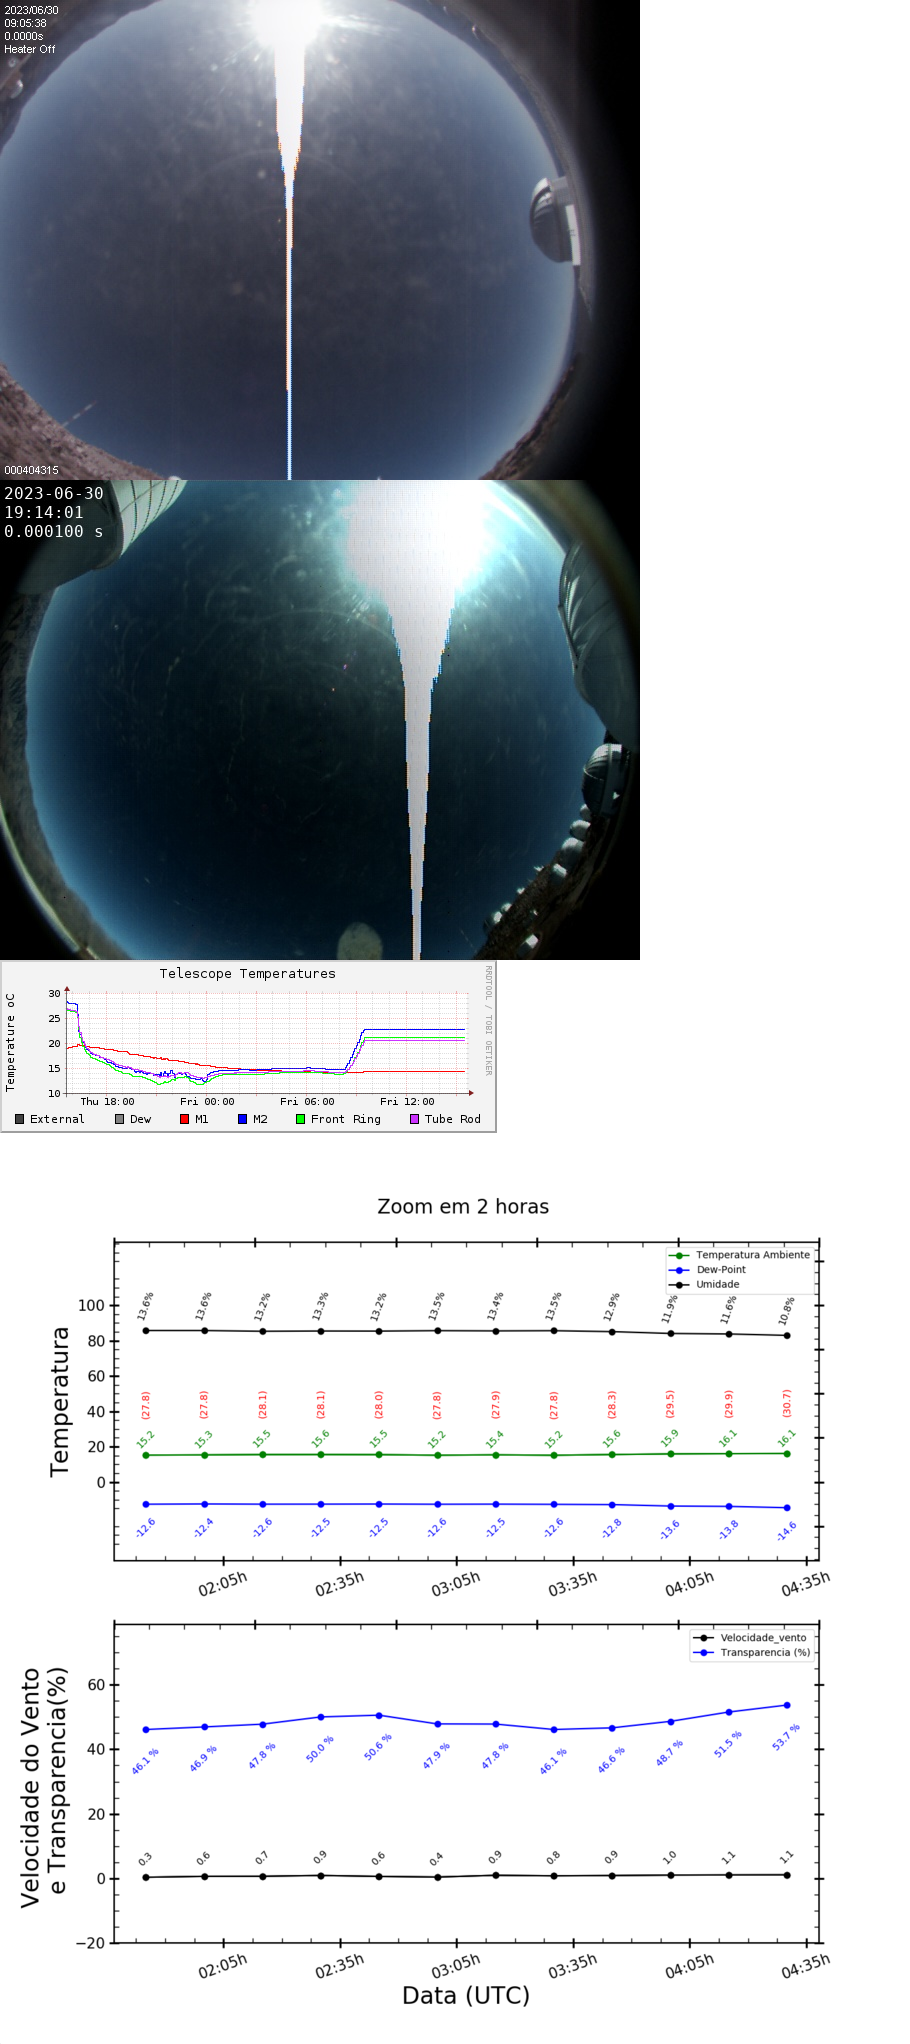 2023/06/30
09:05:38
0.0000s
Heater Off
000404315
2023-06-30
19:14:01
0.000100 s
Telescope Temperatures
RRDTOOL / TOBI OETIKER
Temperature oC
30
25
20
15
10
Thu 18:00 Fri 00:00 Fri 06:00 Fri 12:00
External Dew M1 M2 Front Ring Tube Rod
Zoom em 2 horas
Temperatura Ambiente
Dew-Point
Umidade
Temperatura
100
80
60
40
20
0
13.6% 13.6% 13.2% 13.3% 13.2% 13.5% 13.4% 13.5% 12.9% 11.9% 11.6% 10.8%
(27.8) (27.8) (28.1) (28.1) (28.0) (27.8) (27.9) (27.8) (28.3) (29.5) (29.9) (30.7)
15.2 15.3 15.5 15.6 15.5 15.2 15.4 15.2 15.6 15.9 16.1 16.1
-12.6 -12.4 -12.6 -12.5 -12.5 -12.6 -12.5 -12.6 -12.8 -13.6 -13.8 -14.6
02:05h 02:35h 03:05h 03:35h 04:05h 04:35h
Velocidade_vento
Transparencia (%)
Velocidade do Vento
e Transparencia(%)
60
40
20
0
−20
46.1 % 46.9 % 47.8 % 50.0 % 50.6 % 47.9 % 47.8 % 46.1 % 46.6 % 48.7 % 51.5 % 53.7 %
0.3 0.6 0.7 0.9 0.6 0.4 0.9 0.8 0.9 1.0 1.1 1.1
02:05h 02:35h 03:05h 03:35h 04:05h 04:35h
Data (UTC)